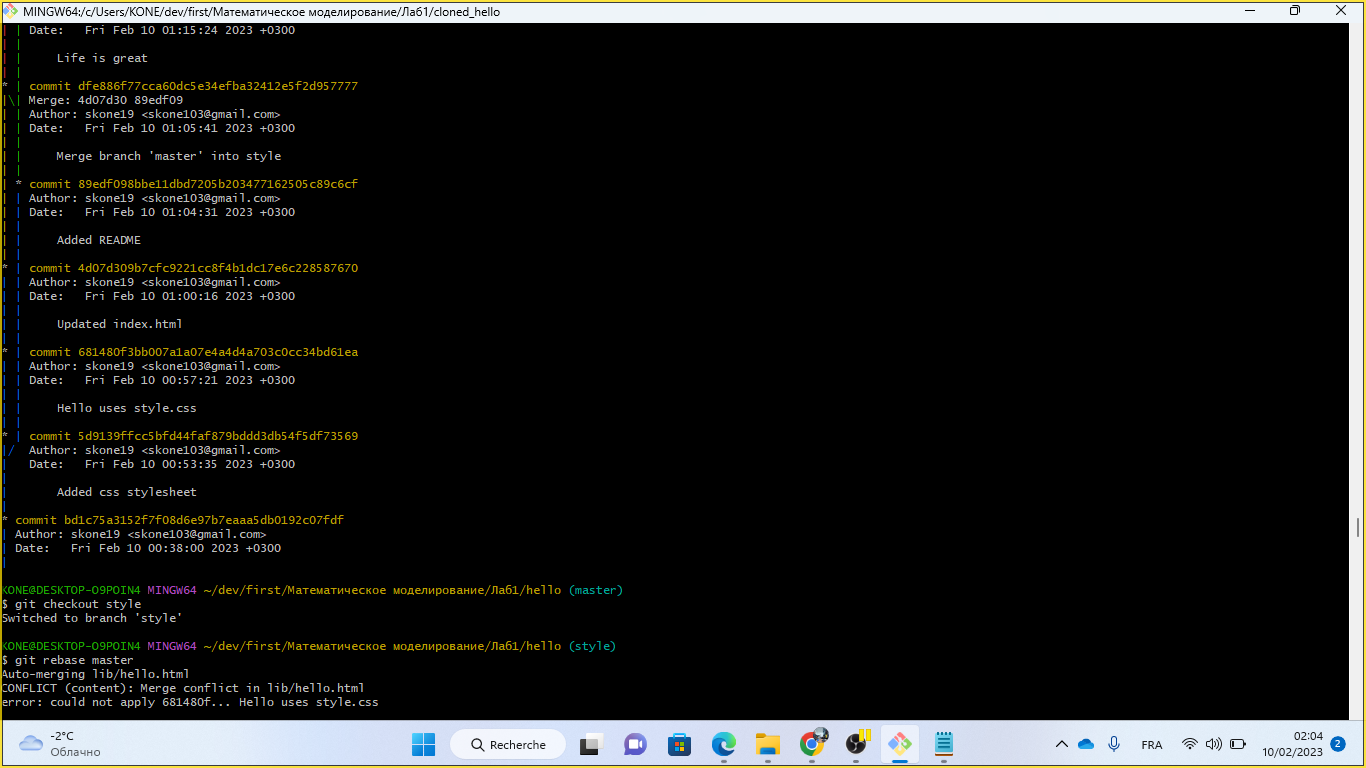 MINGW64:/c/Users/KONE/dev/first/Математическое моделирование/Лаб1/cloned_hello
| | Date:   Fri Feb 10 01:15:24 2023 +0300
| |
| |     Life is great
| |
* | commit dfe886f77cca60dc5e34efba32412e5f2d957777
|\| Merge: 4d07d30 89edf09
| | Author: skone19 <skone103@gmail.com>
| | Date:   Fri Feb 10 01:05:41 2023 +0300
| |
| |     Merge branch 'master' into style
| |
| * commit 89edf098bbe11dbd7205b203477162505c89c6cf
| | Author: skone19 <skone103@gmail.com>
| | Date:   Fri Feb 10 01:04:31 2023 +0300
| |
| |     Added README
| |
* | commit 4d07d309b7cfc9221cc8f4b1dc17e6c228587670
| | Author: skone19 <skone103@gmail.com>
| | Date:   Fri Feb 10 01:00:16 2023 +0300
| |
| |     Updated index.html
| |
* | commit 681480f3bb007a1a07e4a4d4a703c0cc34bd61ea
| | Author: skone19 <skone103@gmail.com>
| | Date:   Fri Feb 10 00:57:21 2023 +0300
| |
| |     Hello uses style.css
| |
* | commit 5d9139ffcc5bfd44faf879bddd3db54f5df73569
|/  Author: skone19 <skone103@gmail.com>
|   Date:   Fri Feb 10 00:53:35 2023 +0300
|
|       Added css stylesheet
|
* commit bd1c75a3152f7f08d6e97b7eaaa5db0192c07fdf
| Author: skone19 <skone103@gmail.com>
| Date:   Fri Feb 10 00:38:00 2023 +0300
|
KONE@DESKTOP-O9POIN4 MINGW64 ~/dev/first/Математическое моделирование/Лаб1/hello (master)
$ git checkout style
Switched to branch 'style'
KONE@DESKTOP-O9POIN4 MINGW64 ~/dev/first/Математическое моделирование/Лаб1/hello (style)
$ git rebase master
Auto-merging lib/hello.html
CONFLICT (content): Merge conflict in lib/hello.html
error: could not apply 681480f... Hello uses style.css
-2°C
Облачно
Recherche
FRA
02:04
10/02/2023
2